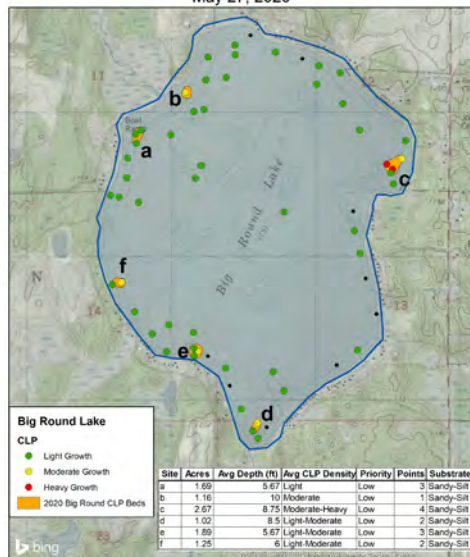 May 27, 2020
11
12
b
Boat
a
c
Big Round Lake
N
f
14
13
e
d
Big Round Lake
CLP
Light Growth
Moderate Growth
Heavy Growth
2020 Big Round CLP Beds
23
bing
Site Acres Avg Depth (ft) Avg CLP Density Priority Points Substrate
a 1.69 5.67 Light Low 3 Sandy-Silt
b 1.16 10 Moderate Low 1 Sandy-Silt
c 2.67 8.75 Moderate-Heavy Low 4 Sandy-Silt
d 1.02 8.5 Light-Moderate Low 2 Sandy-Silt
e 1.89 5.67 Light-Moderate Low 3 Sandy-Silt
f 1.25 6 Light-Moderate Low 2 Sandy-Silt